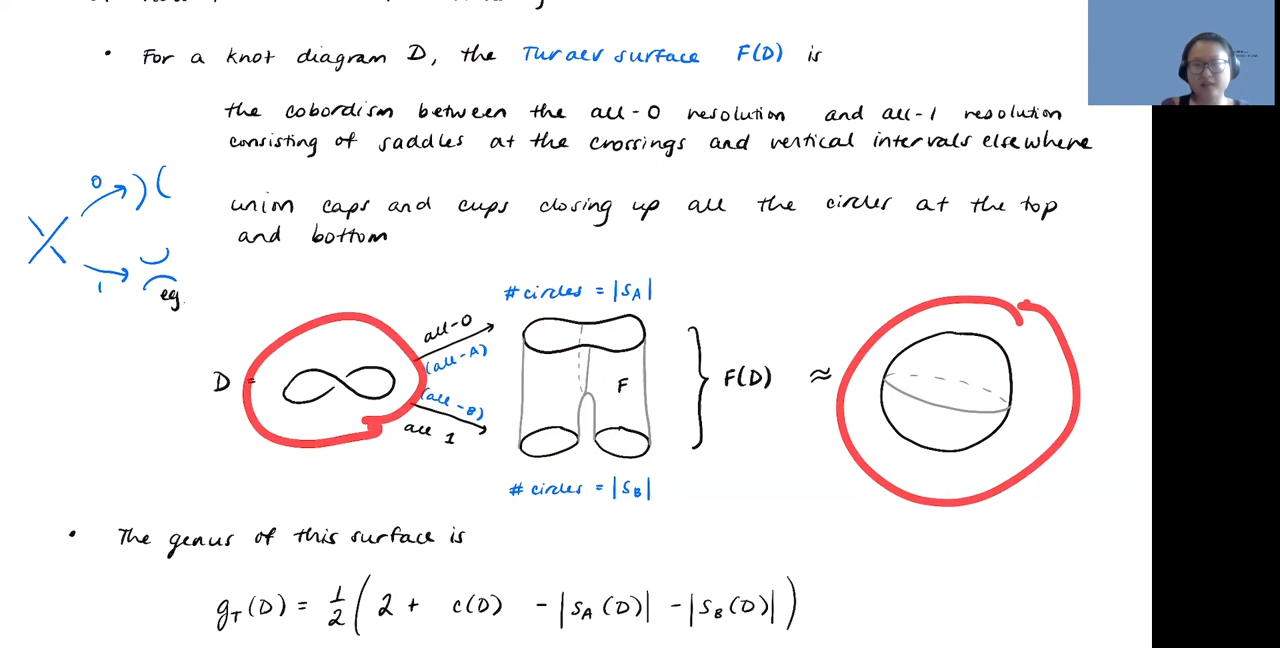 • For a knot diagram D, the Turaev surface F(D) is
the cobordism between the all-0 resolution and all-1 resolution
consisting of saddles at the crossings and vertical intervals elsewhere
union caps and cups closing up all the circles at the top
and bottom
0
1
eg.
# circles = |S_A|
all-0
(all-A)
D =
F
F(D) ≈
(all-B)
all 1
# circles = |S_B|
• The genus of this surface is
g_T(D) = 1/2 ( 2 + c(D) - |S_A(D)| - |S_B(D)| )